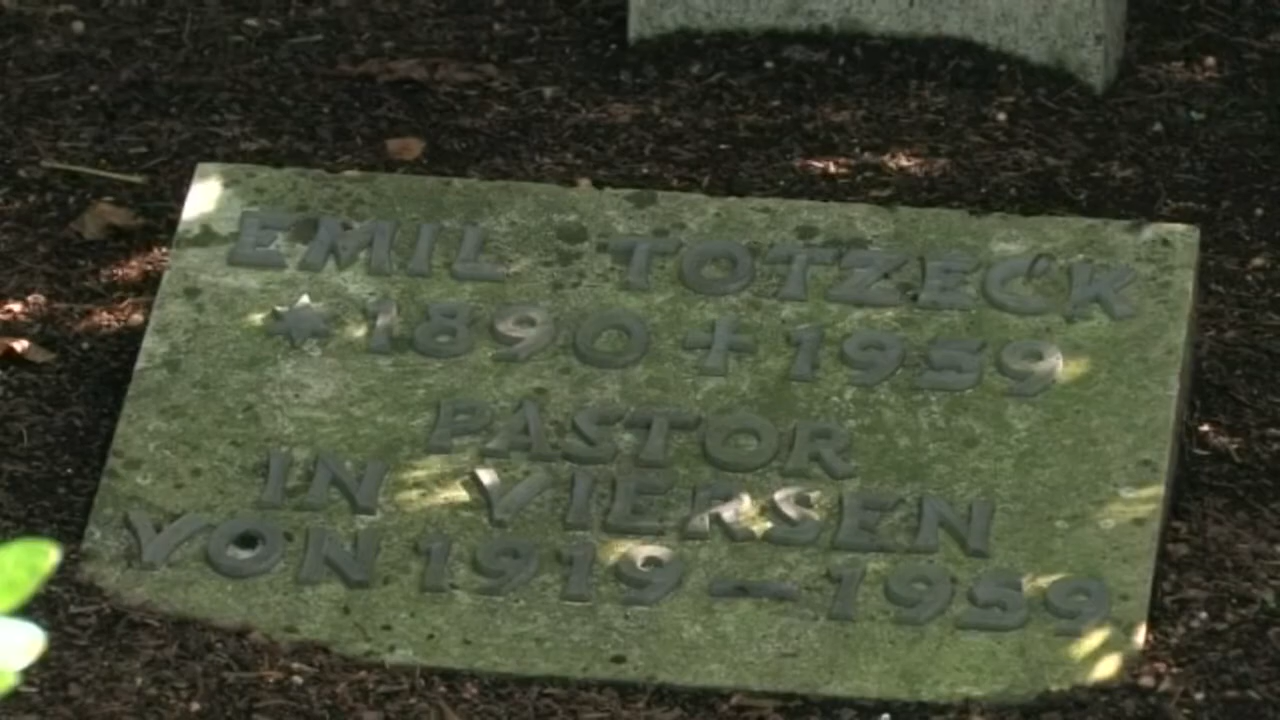 EMIL TOTZECK
* 1890 † 1959
PASTOR
IN VIERSEN
VON 1919 — 1959